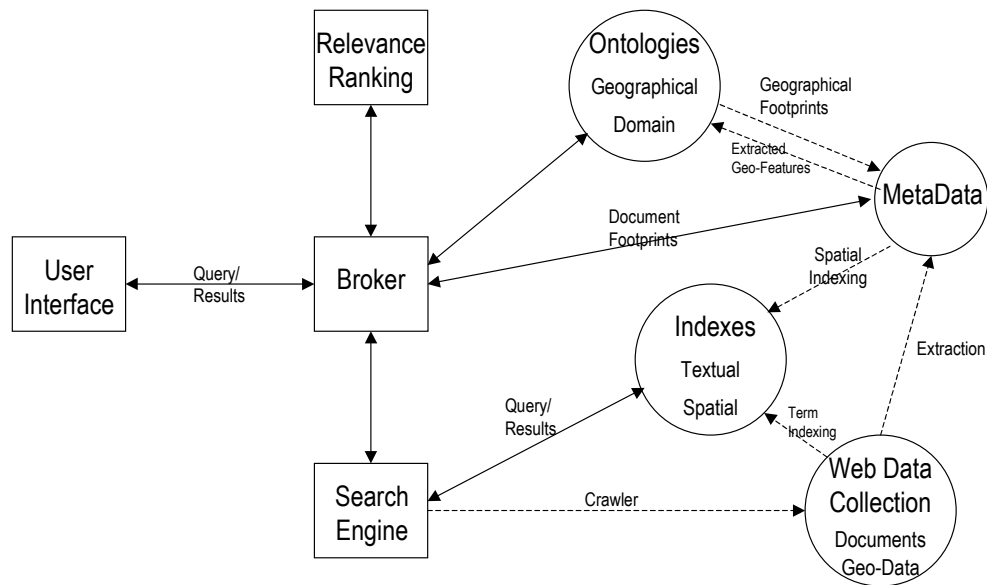 Relevance
Ranking
Ontologies
Geographical
Domain
Geographical
Footprints
Extracted
Geo-Features
MetaData
Document
Footprints
User
Interface
Query/
Results
Broker
Spatial
Indexing
Indexes
Textual
Spatial
Extraction
Query/
Results
Term
Indexing
Search
Engine
Crawler
Web Data
Collection
Documents
Geo-Data